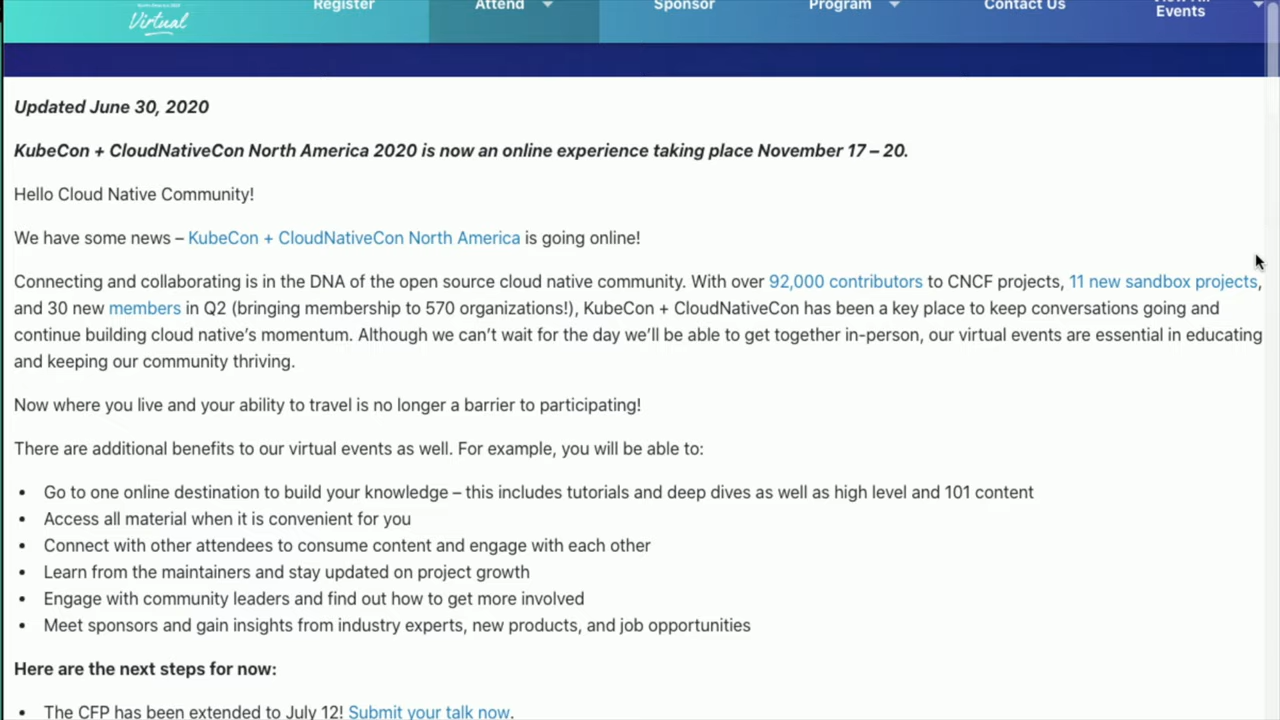 Virtual
Register
Attend
Sponsor
Program
Contact Us
Events
Updated June 30, 2020
KubeCon + CloudNativeCon North America 2020 is now an online experience taking place November 17 – 20.
Hello Cloud Native Community!
We have some news – KubeCon + CloudNativeCon North America is going online!
Connecting and collaborating is in the DNA of the open source cloud native community. With over 92,000 contributors to CNCF projects, 11 new sandbox projects,
and 30 new members in Q2 (bringing membership to 570 organizations!), KubeCon + CloudNativeCon has been a key place to keep conversations going and
continue building cloud native’s momentum. Although we can’t wait for the day we’ll be able to get together in-person, our virtual events are essential in educating
and keeping our community thriving.
Now where you live and your ability to travel is no longer a barrier to participating!
There are additional benefits to our virtual events as well. For example, you will be able to:
• Go to one online destination to build your knowledge – this includes tutorials and deep dives as well as high level and 101 content
• Access all material when it is convenient for you
• Connect with other attendees to consume content and engage with each other
• Learn from the maintainers and stay updated on project growth
• Engage with community leaders and find out how to get more involved
• Meet sponsors and gain insights from industry experts, new products, and job opportunities
Here are the next steps for now:
• The CFP has been extended to July 12! Submit your talk now.